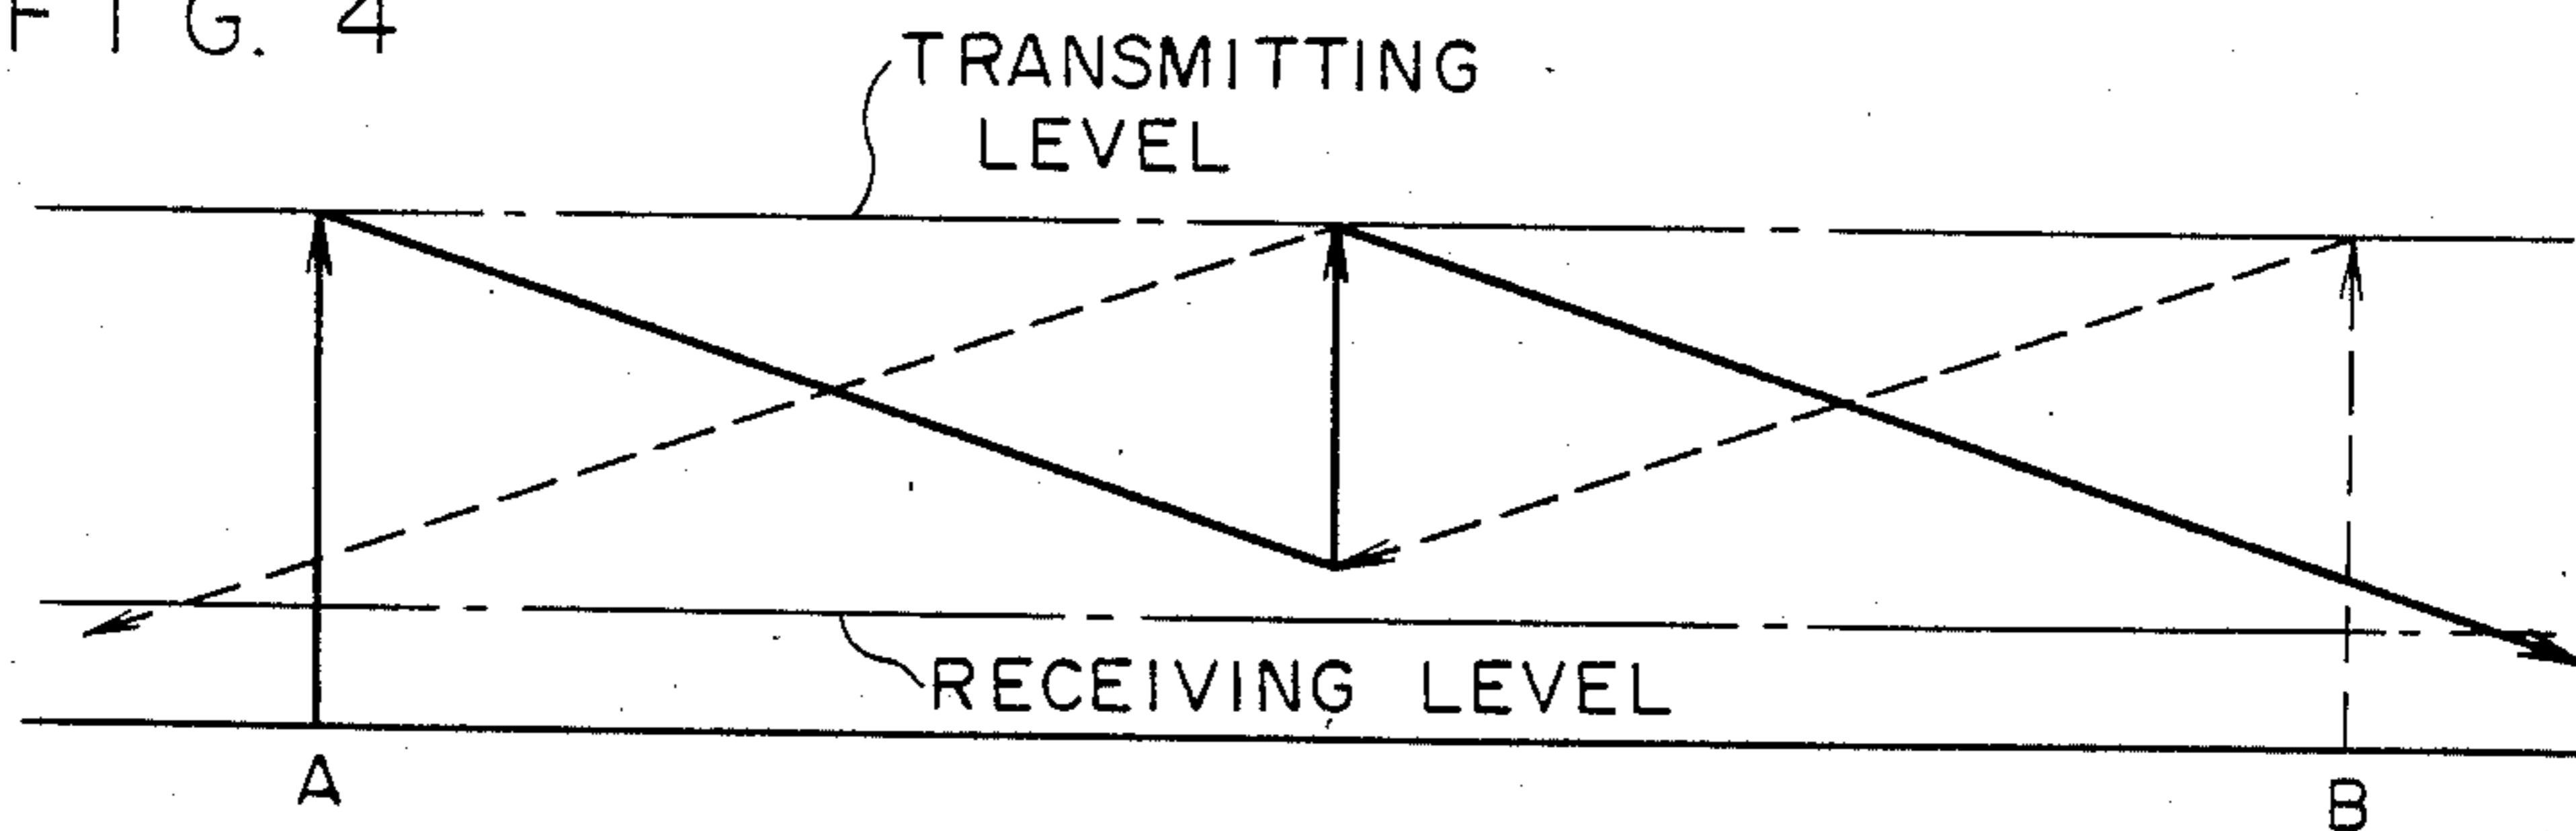 FIG. 4
TRANSMITTING
LEVEL
RECEIVING LEVEL
A
B